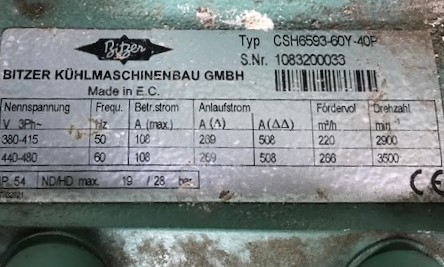 Bitzer
Typ CSH6593-60Y-40P
S.Nr. 1083200033
BITZER KÜHLMASCHINENBAU GMBH
Made in E.C.
Nennspannung Frequ. Betr.strom Anlaufstrom Fördervol Drehzahl
V 3Ph~ Hz A (max.) A (Δ) A (ΔΔ) m³/h min⁻¹
380-415 50 108 269 508 220 2900
440-480 60 108 269 508 266 3500
IP 54 ND/HD max. 19 / 28 bar
CE